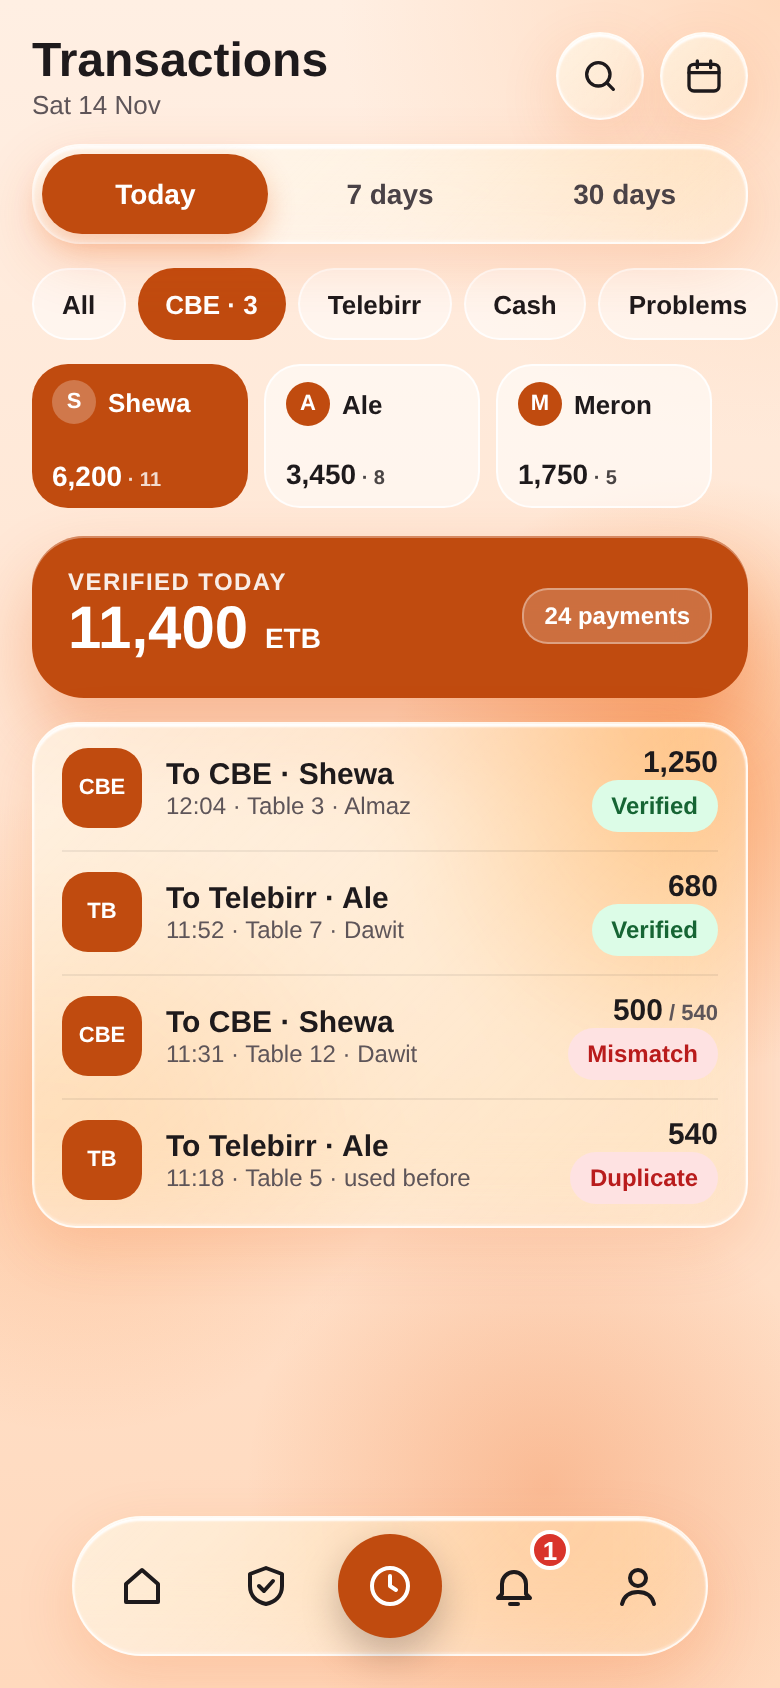 Transactions
Sat 14 Nov
Today 7 days 30 days
All CBE · 3 Telebirr Cash Problems
S Shewa A Ale M Meron
6,200 · 11 3,450 · 8 1,750 · 5
VERIFIED TODAY
11,400 ETB
24 payments
CBE To CBE · Shewa 1,250
12:04 · Table 3 · Almaz Verified
TB To Telebirr · Ale 680
11:52 · Table 7 · Dawit Verified
CBE To CBE · Shewa 500 / 540
11:31 · Table 12 · Dawit Mismatch
TB To Telebirr · Ale 540
11:18 · Table 5 · used before Duplicate
1